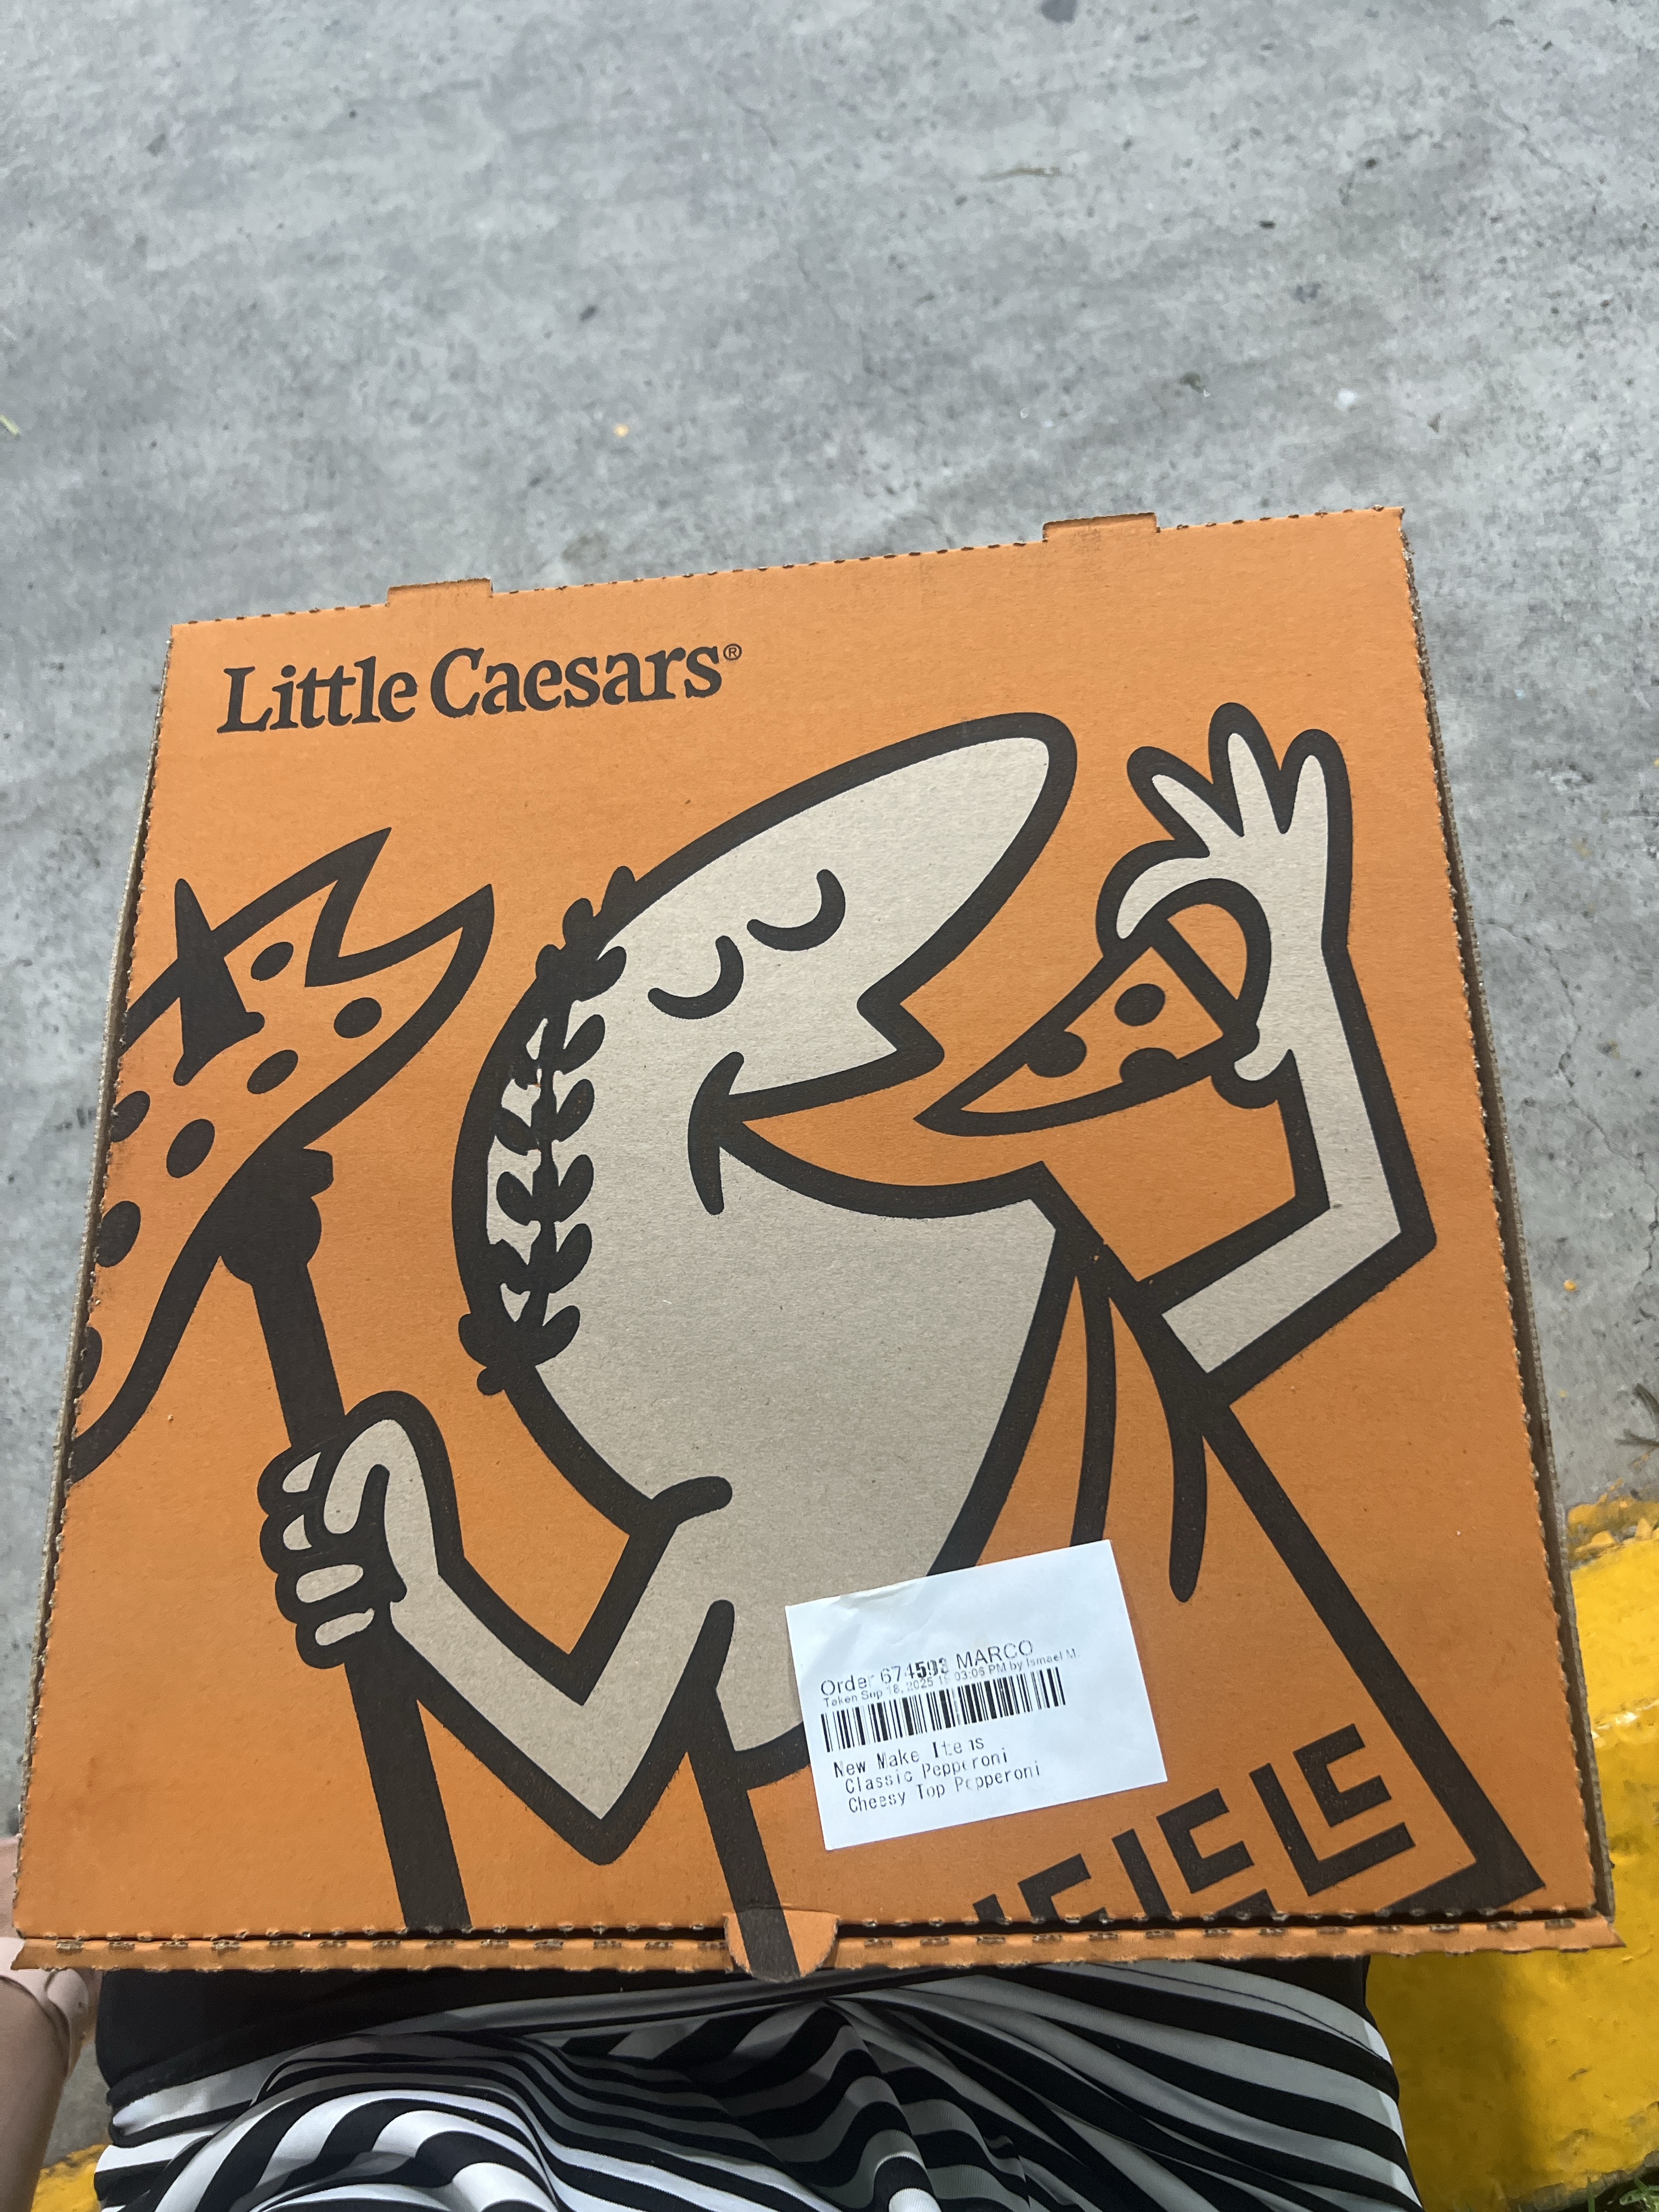 Little Caesars®
Order 674593 MARCO
Taken Sep 18, 2025 03:06 PM by Ismael M.
New Make Items
Classic Pepperoni
Cheesy Top Pepperoni